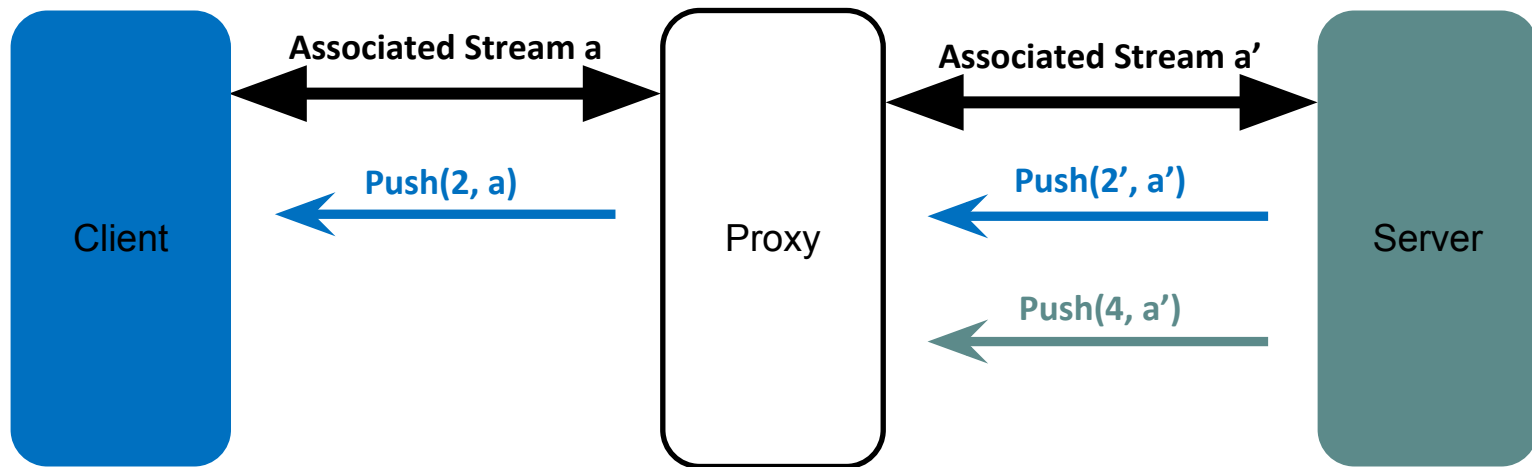 Associated Stream a
Associated Stream a’
Push(2, a)
Push(2’, a’)
Client
Proxy
Server
Push(4, a’)